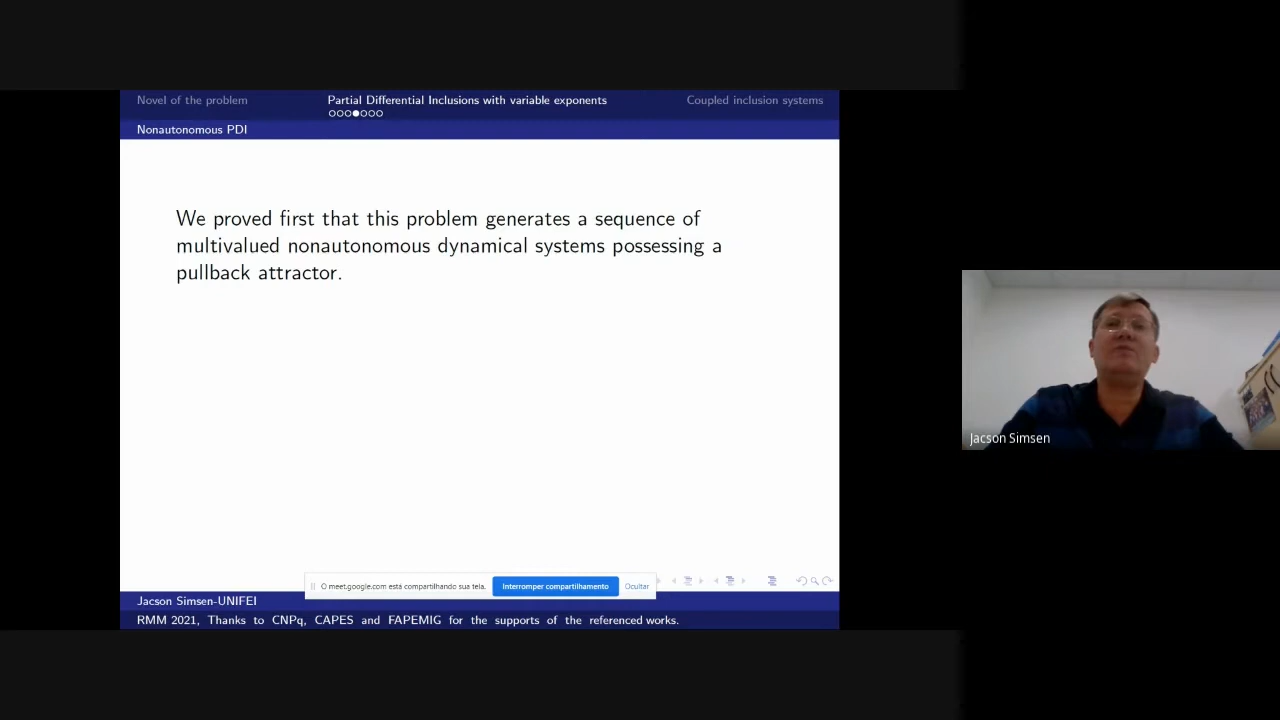 Novel of the problem
Partial Differential Inclusions with variable exponents
Coupled inclusion systems
Nonautonomous PDI
We proved first that this problem generates a sequence of
multivalued nonautonomous dynamical systems possessing a
pullback attractor.
Jacson Simsen
O meet.google.com está compartilhando sua tela.
Interromper compartilhamento
Ocultar
Jacson Simsen-UNIFEI
RMM 2021, Thanks to CNPq, CAPES and FAPEMIG for the supports of the referenced works.